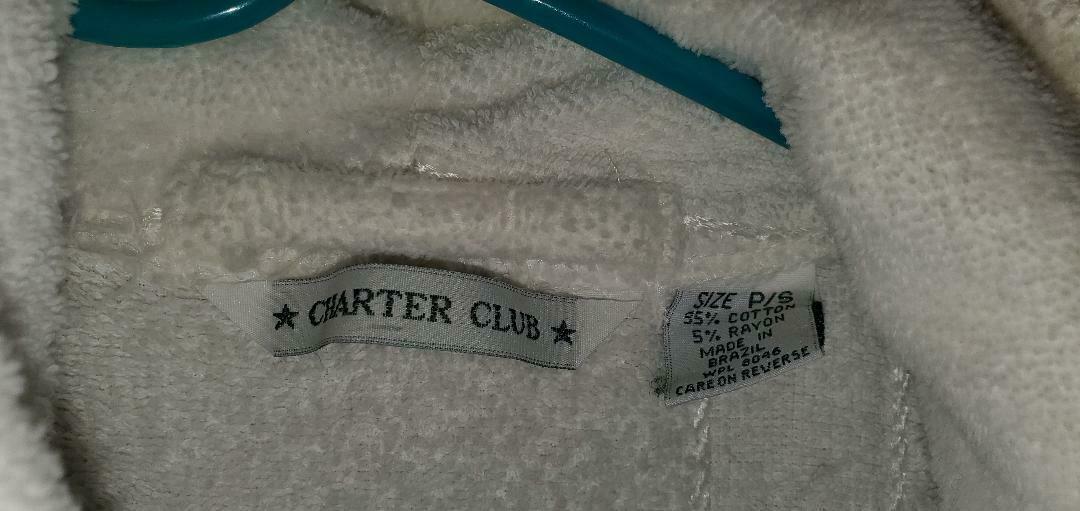 ★ CHARTER CLUB ★
SIZE P/S
95% COTTON
5% RAYON
MADE IN
BRAZIL
WPL 8046
CARE ON REVERSE